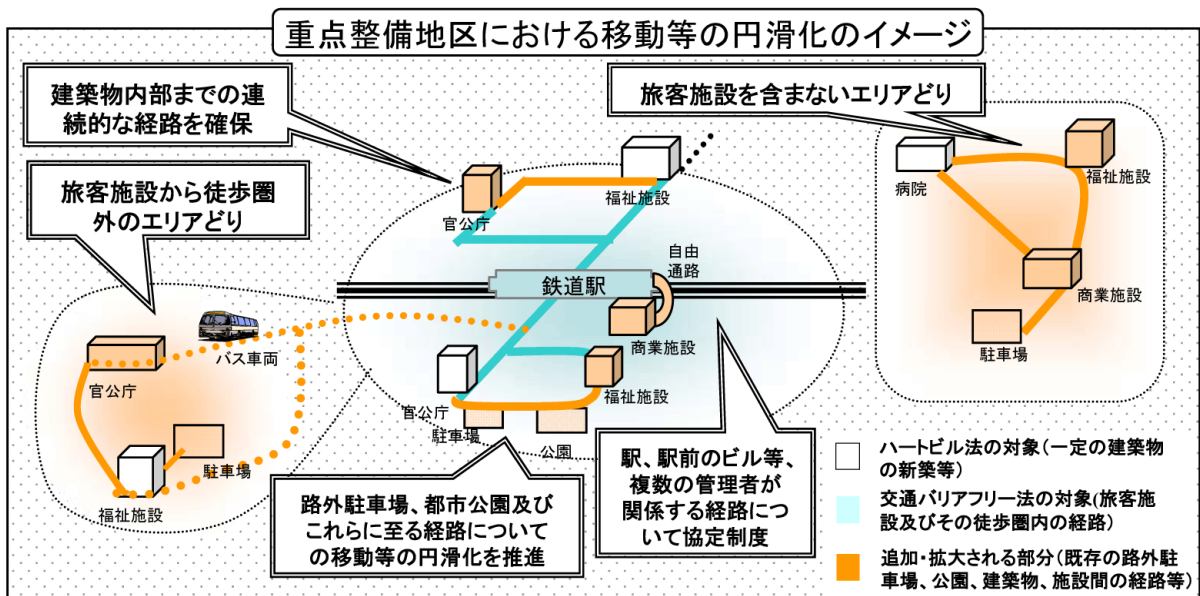 重点整備地区における移動等の円滑化のイメージ
建築物内部までの連
続的な経路を確保
旅客施設を含まないエリアどり
旅客施設から徒歩圏
外のエリアどり
官公庁
福祉施設
病院
福祉施設
自由
通路
鉄道駅
商業施設
商業施設
駐車場
バス車両
官公庁
福祉施設
官公庁
駐車場
公園
駐車場
福祉施設
路外駐車場、都市公園及び
これらに至る経路について
の移動等の円滑化を推進
駅、駅前のビル等、
複数の管理者が
関係する経路につ
いて協定制度
ハートビル法の対象(一定の建築物
の新築等)
交通バリアフリー法の対象(旅客施
設及びその徒歩圏内の経路)
追加・拡大される部分(既存の路外駐
車場、公園、建築物、施設間の経路等)